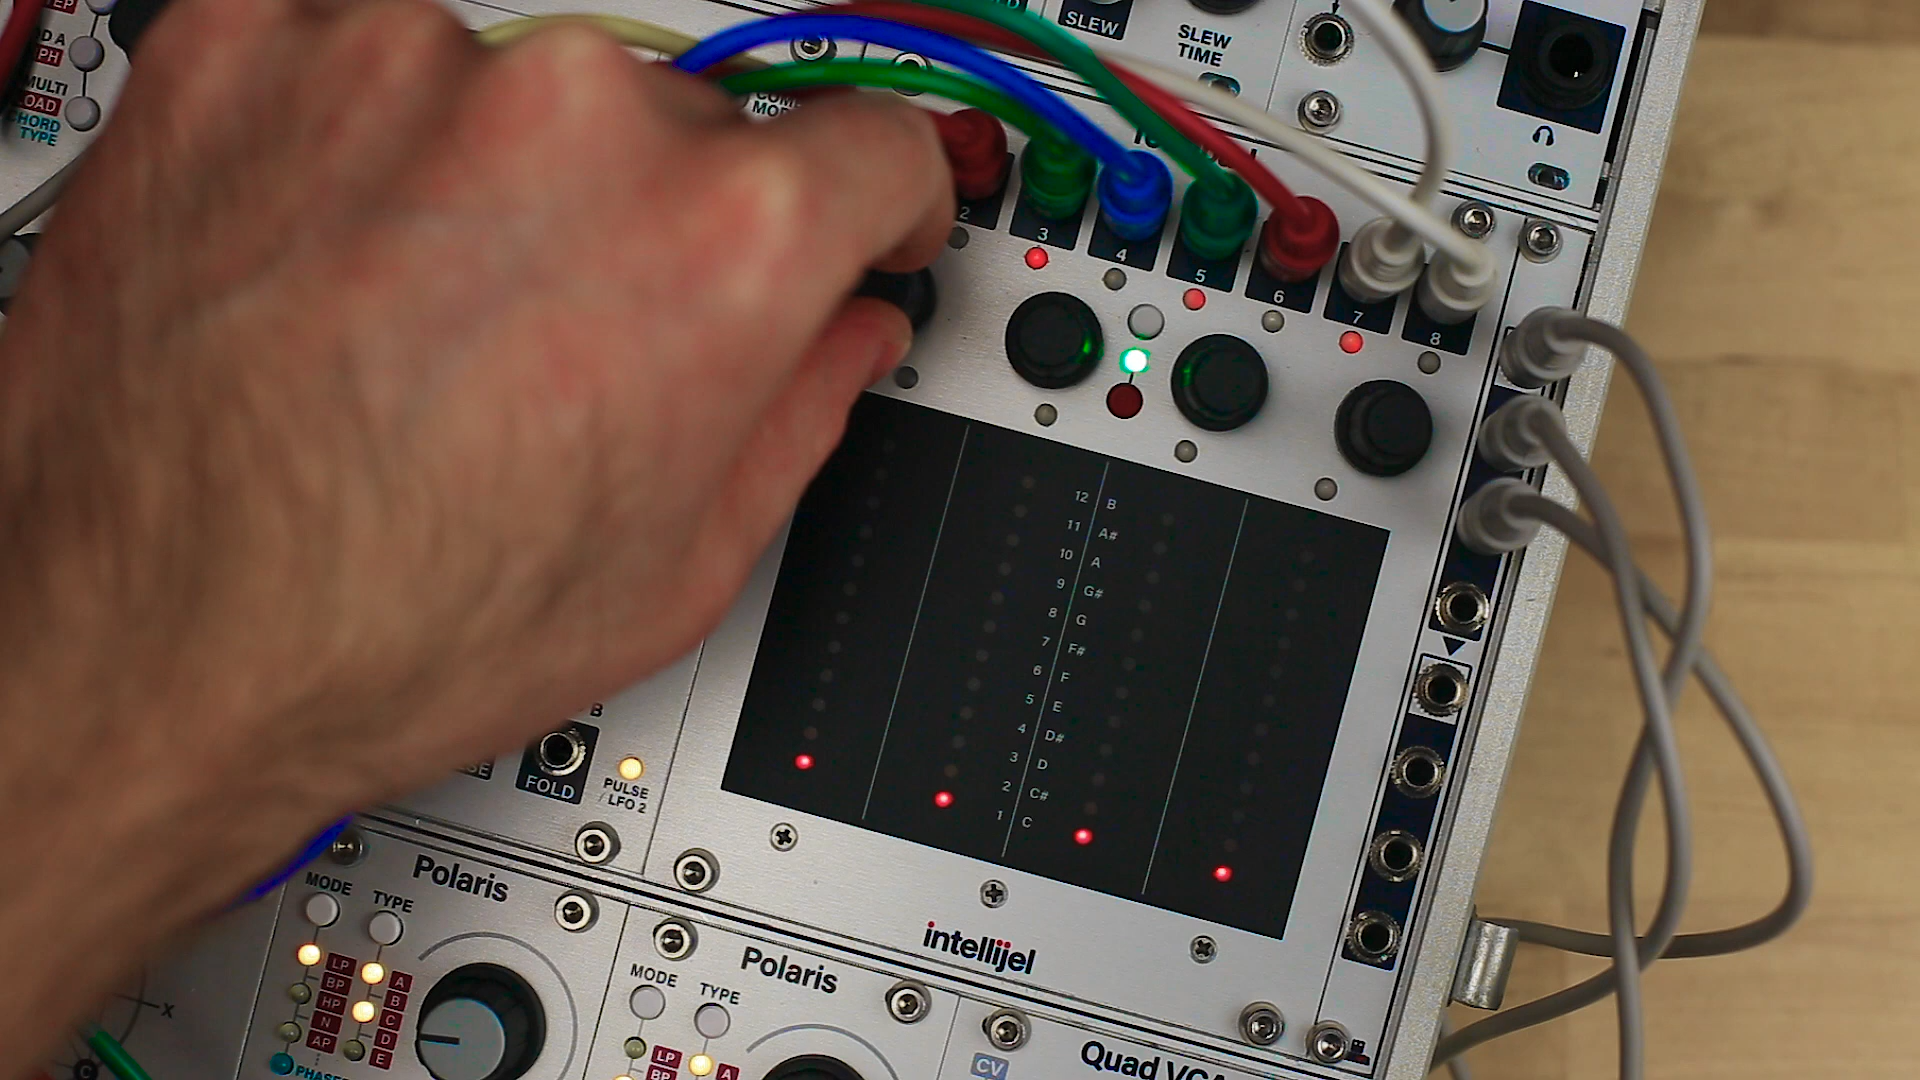 SLEW
SLEW
TIME
D A
PH
MULTI
LOAD
CHORD
TYPE
2
3
4
5
6
7
8
12 B
11 A#
10 A
9 G#
8 G
7 F#
6 F
5 E
4 D#
3 D
2 C#
1 C
B
FOLD
PULSE
/ LFO 2
intellijel
Polaris
MODE
TYPE
LP
BP
HP
N
AP
A
B
C
D
E
X
C
Polaris
MODE
TYPE
LP
BP
A
CV
Quad VCA